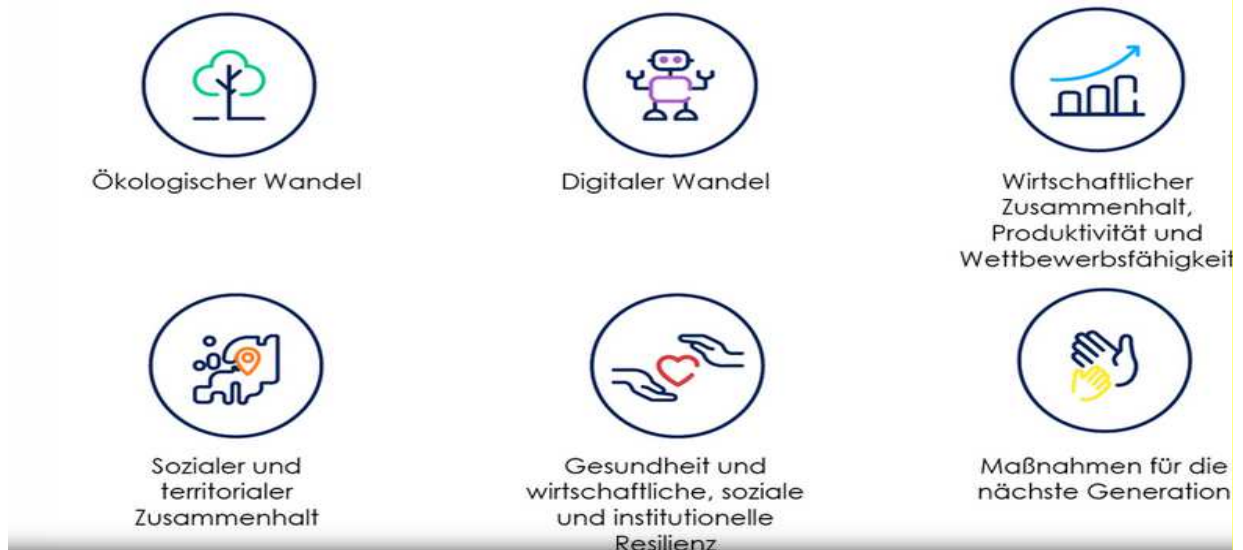 Ökologischer Wandel
Digitaler Wandel
Wirtschaftlicher
Zusammenhalt,
Produktivität und
Wettbewerbsfähigkeit
Sozialer und
territorialer
Zusammenhalt
Gesundheit und
wirtschaftliche, soziale
und institutionelle
Resilienz
Maßnahmen für die
nächste Generation